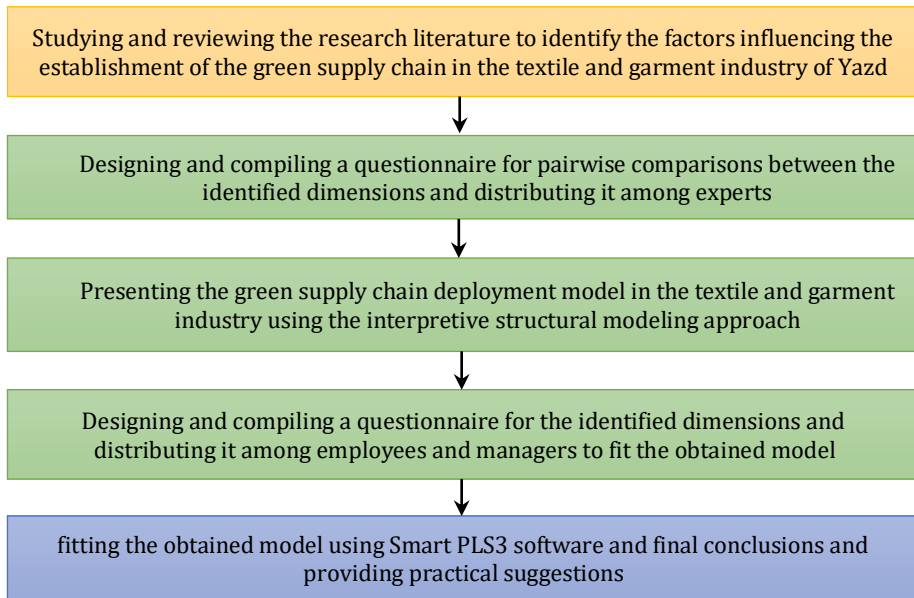 Studying and reviewing the research literature to identify the factors influencing the
establishment of the green supply chain in the textile and garment industry of Yazd
Designing and compiling a questionnaire for pairwise comparisons between the
identified dimensions and distributing it among experts
Presenting the green supply chain deployment model in the textile and garment
industry using the interpretive structural modeling approach
Designing and compiling a questionnaire for the identified dimensions and
distributing it among employees and managers to fit the obtained model
fitting the obtained model using Smart PLS3 software and final conclusions and
providing practical suggestions